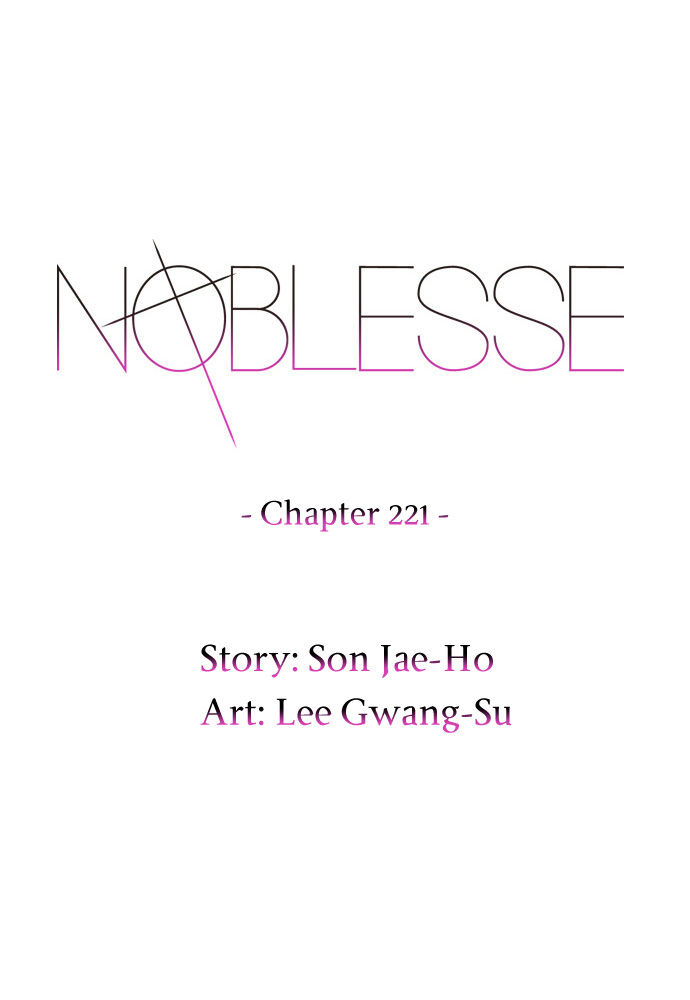 NOBLESSE
- Chapter 221 -
Story: Son Jae-Ho
Art: Lee Gwang-Su